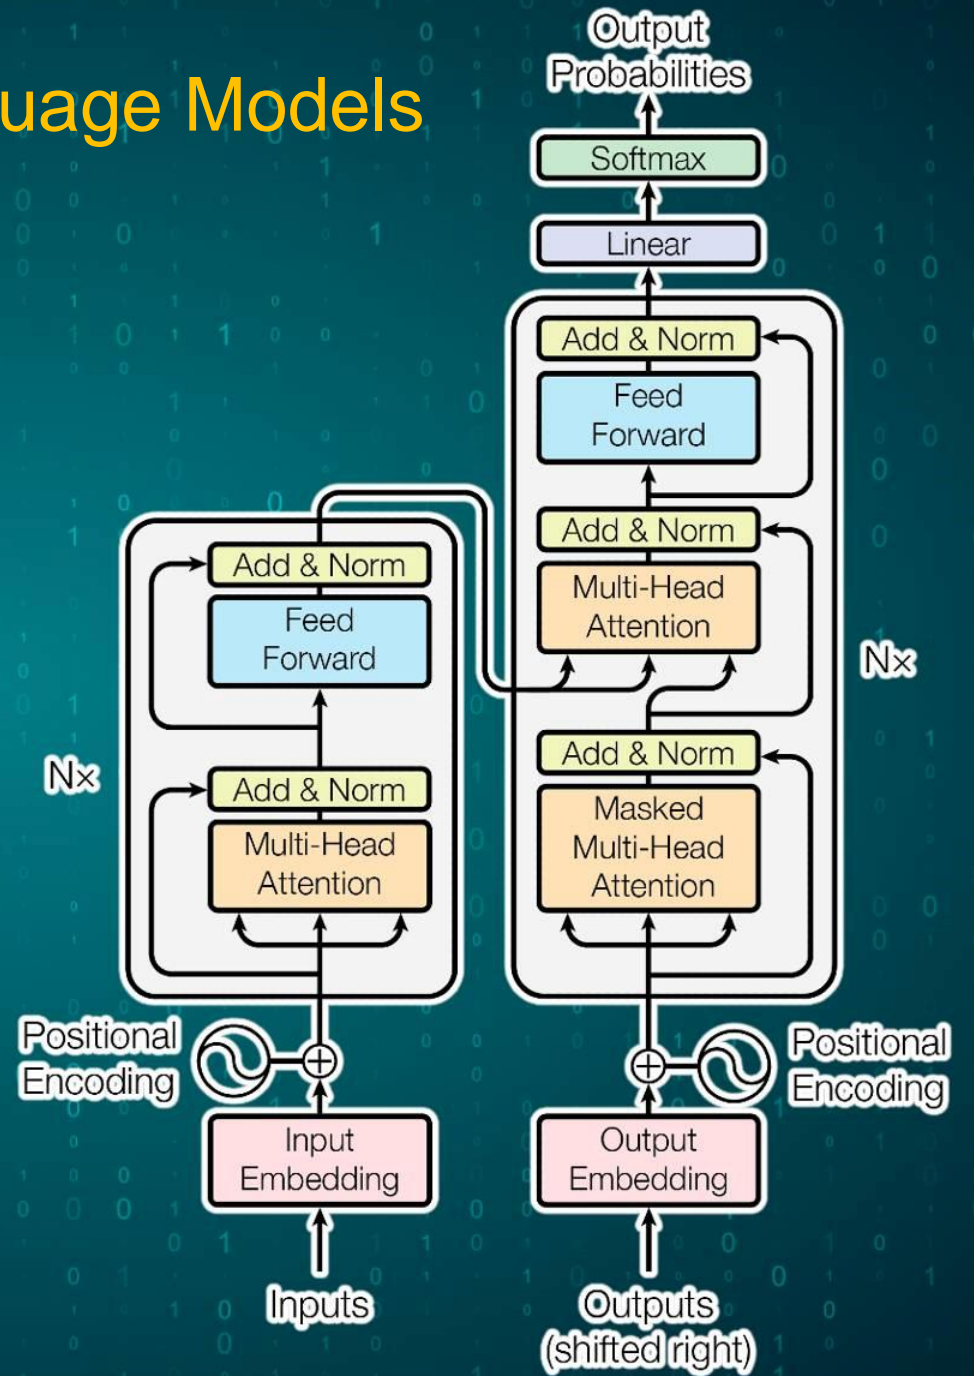 uage Models
Output
Probabilities
Softmax
Linear
Add & Norm
Feed
Forward
Add & Norm
Multi-Head
Attention
Add & Norm
Masked
Multi-Head
Attention
Nx
Add & Norm
Feed
Forward
Add & Norm
Multi-Head
Attention
Nx
Positional
Encoding
Positional
Encoding
Input
Embedding
Output
Embedding
Inputs
Outputs
(shifted right)